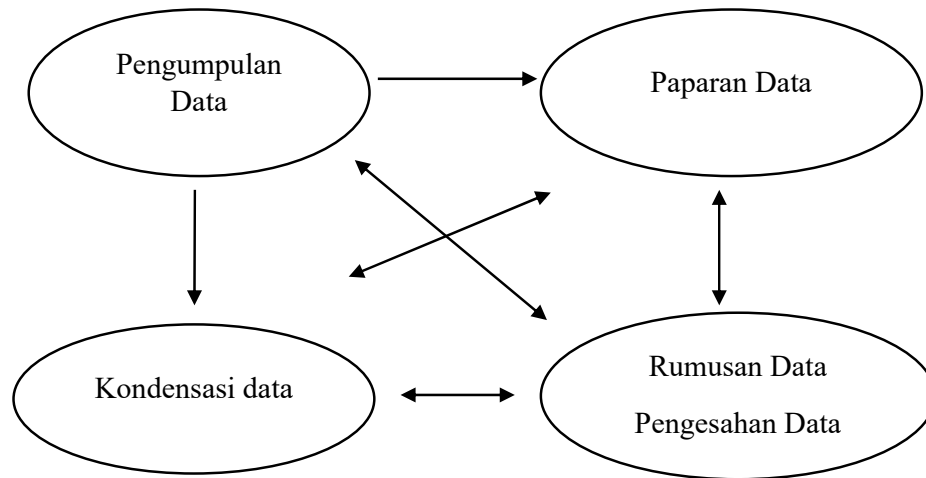 Pengumpulan
Data
Paparan Data
Kondensasi data
Rumusan Data
Pengesahan Data